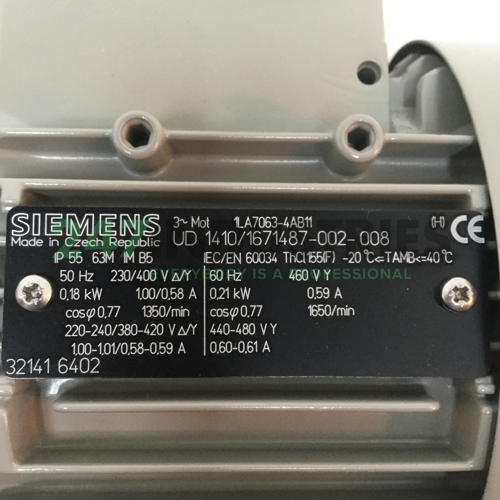 SIEMENS 3~ Mot 1LA7063-4AB11 (H) CE
Made in Czech Republic UD 1410/1671487-002-008
IP 55 63M IM B5 IEC/EN 60034 Th.Cl.155(F) -20°C<=TAMB<=40°C
50 Hz 230/400 V Δ/Y 60 Hz 460 V Y
0,18 kW 1.00/0.58 A 0,21 kW 0.59 A
cosφ 0,77 1350/min cosφ 0,77 1650/min
220-240/380-420 V Δ/Y 440-480 V Y
1.00-1.01/0.58-0.59 A 0.60-0.61 A
32141 6402
EVERYBODY IS A PROFESSIONAL